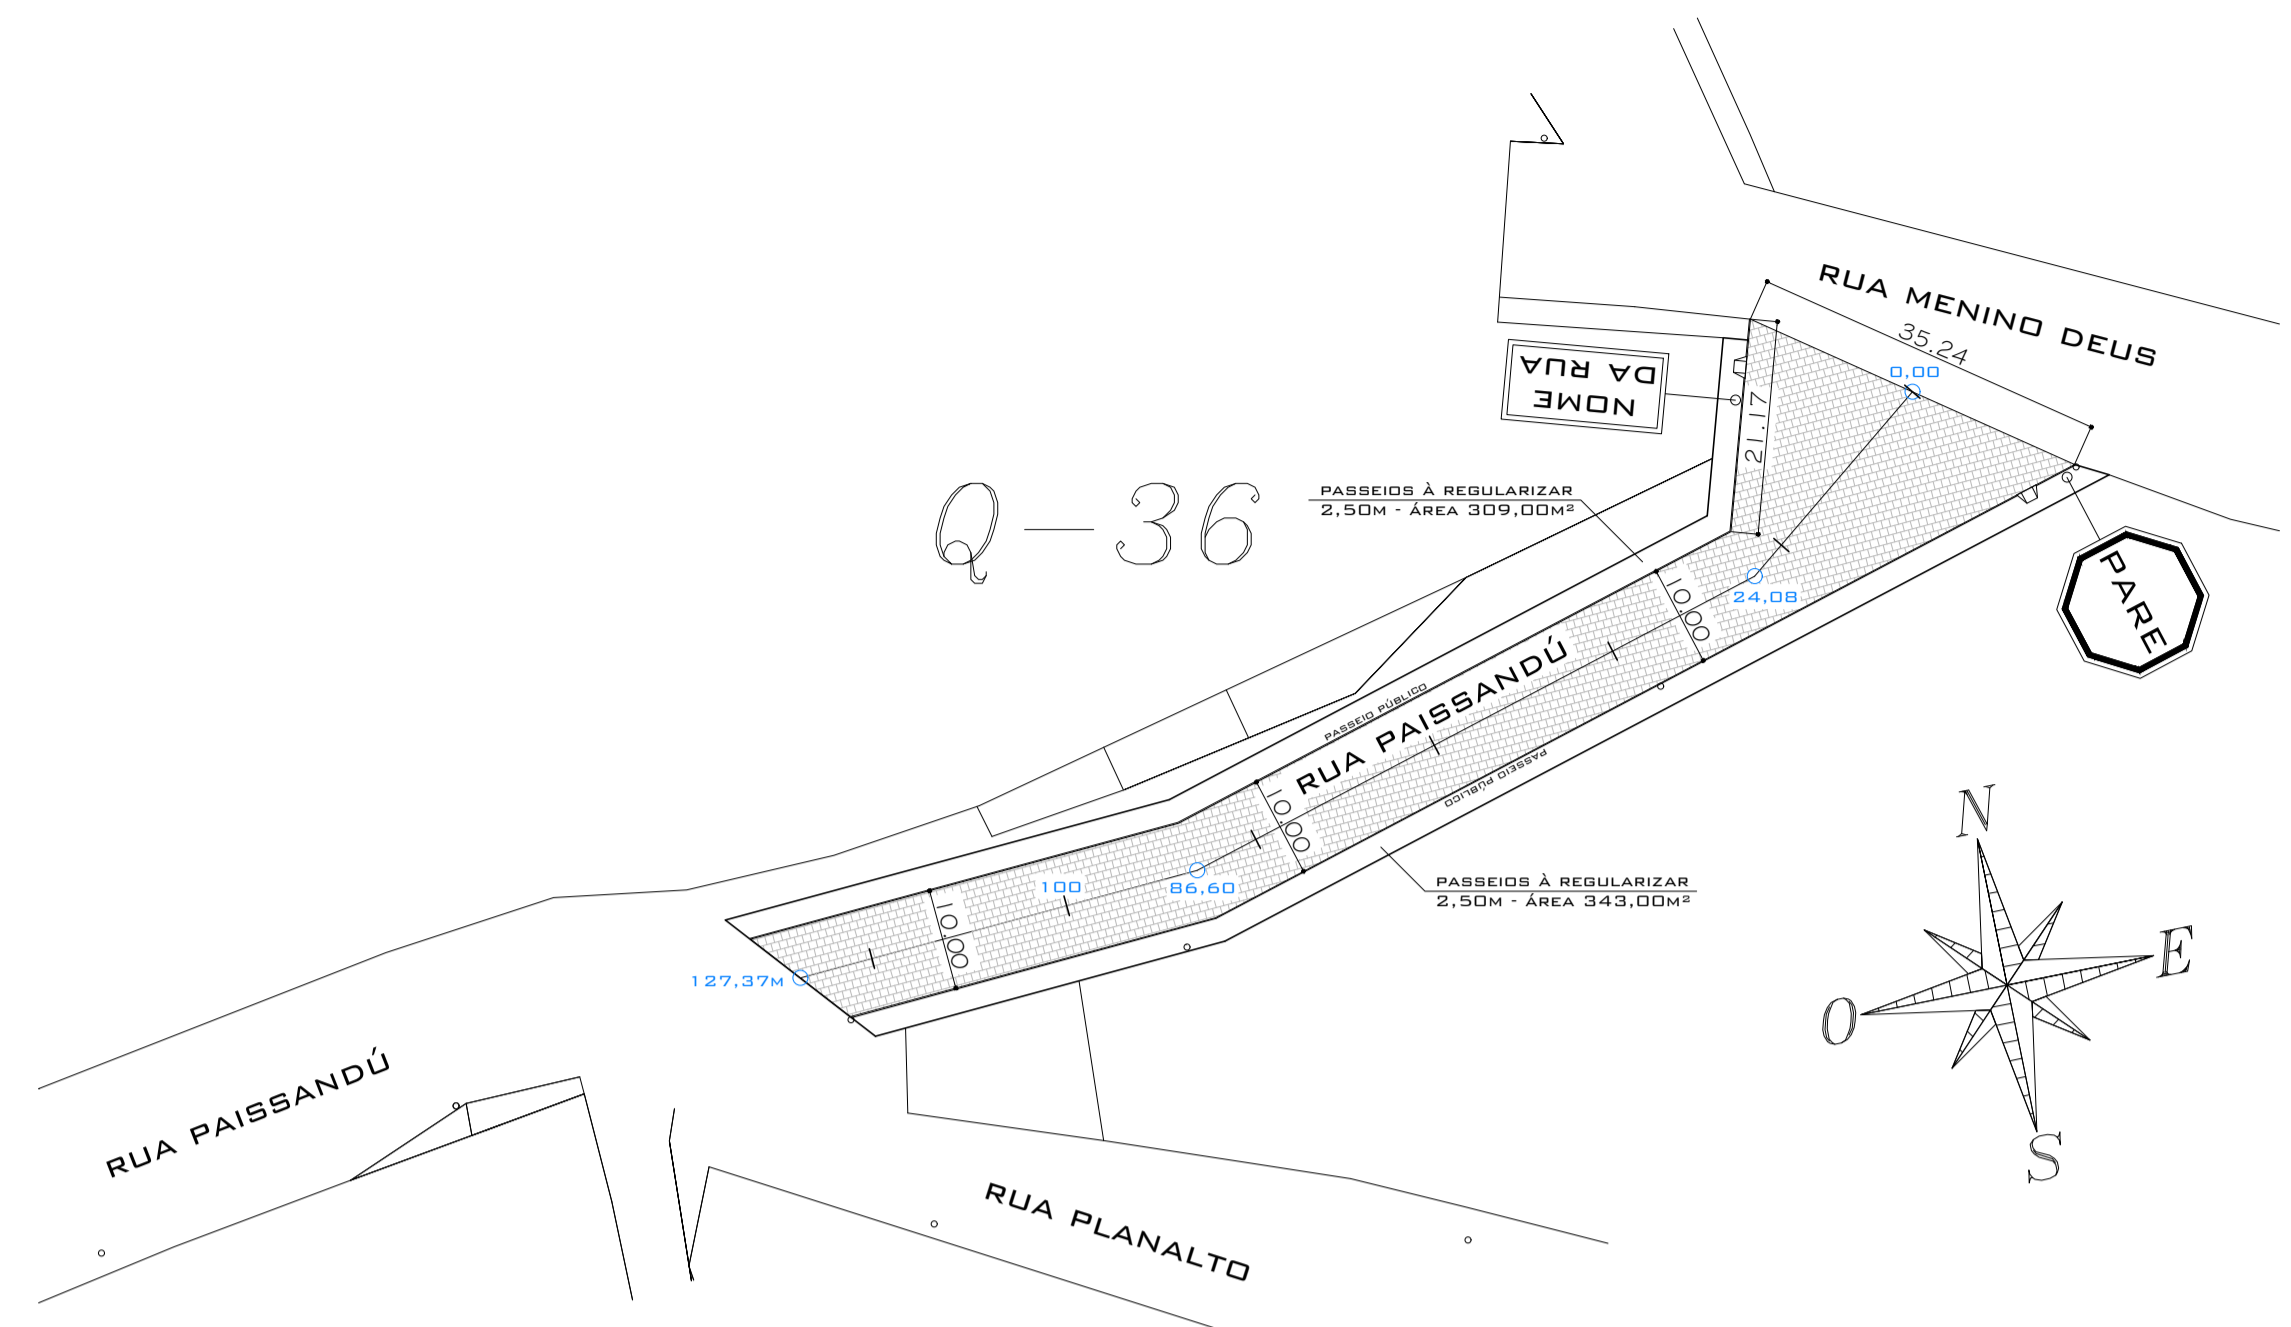 RUA MENINO DEUS
35.24
0,00
NOME
DA RUA
21.17
Q-36
PASSEIOS À REGULARIZAR
2,50M - ÁREA 309,00M²
PARE
24,08
10.00
RUA PAISSANDÚ
PASSEIO PÚBLICO
PASSEIO PÚBLICO
10.00
N
E
O
S
86,60
100
PASSEIOS À REGULARIZAR
2,50M - ÁREA 343,00M²
10.00
127,37M
RUA PAISSANDÚ
RUA PLANALTO